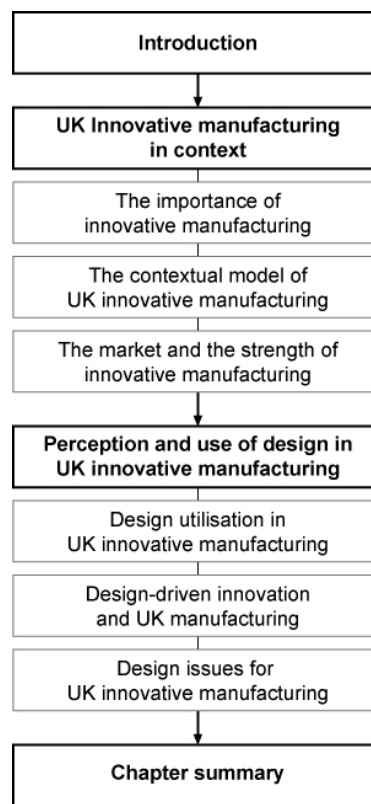 Introduction
UK Innovative manufacturing
in context
The importance of
innovative manufacturing
The contextual model of
UK innovative manufacturing
The market and the strength of
innovative manufacturing
Perception and use of design in
UK innovative manufacturing
Design utilisation in
UK innovative manufacturing
Design-driven innovation
and UK manufacturing
Design issues for
UK innovative manufacturing
Chapter summary